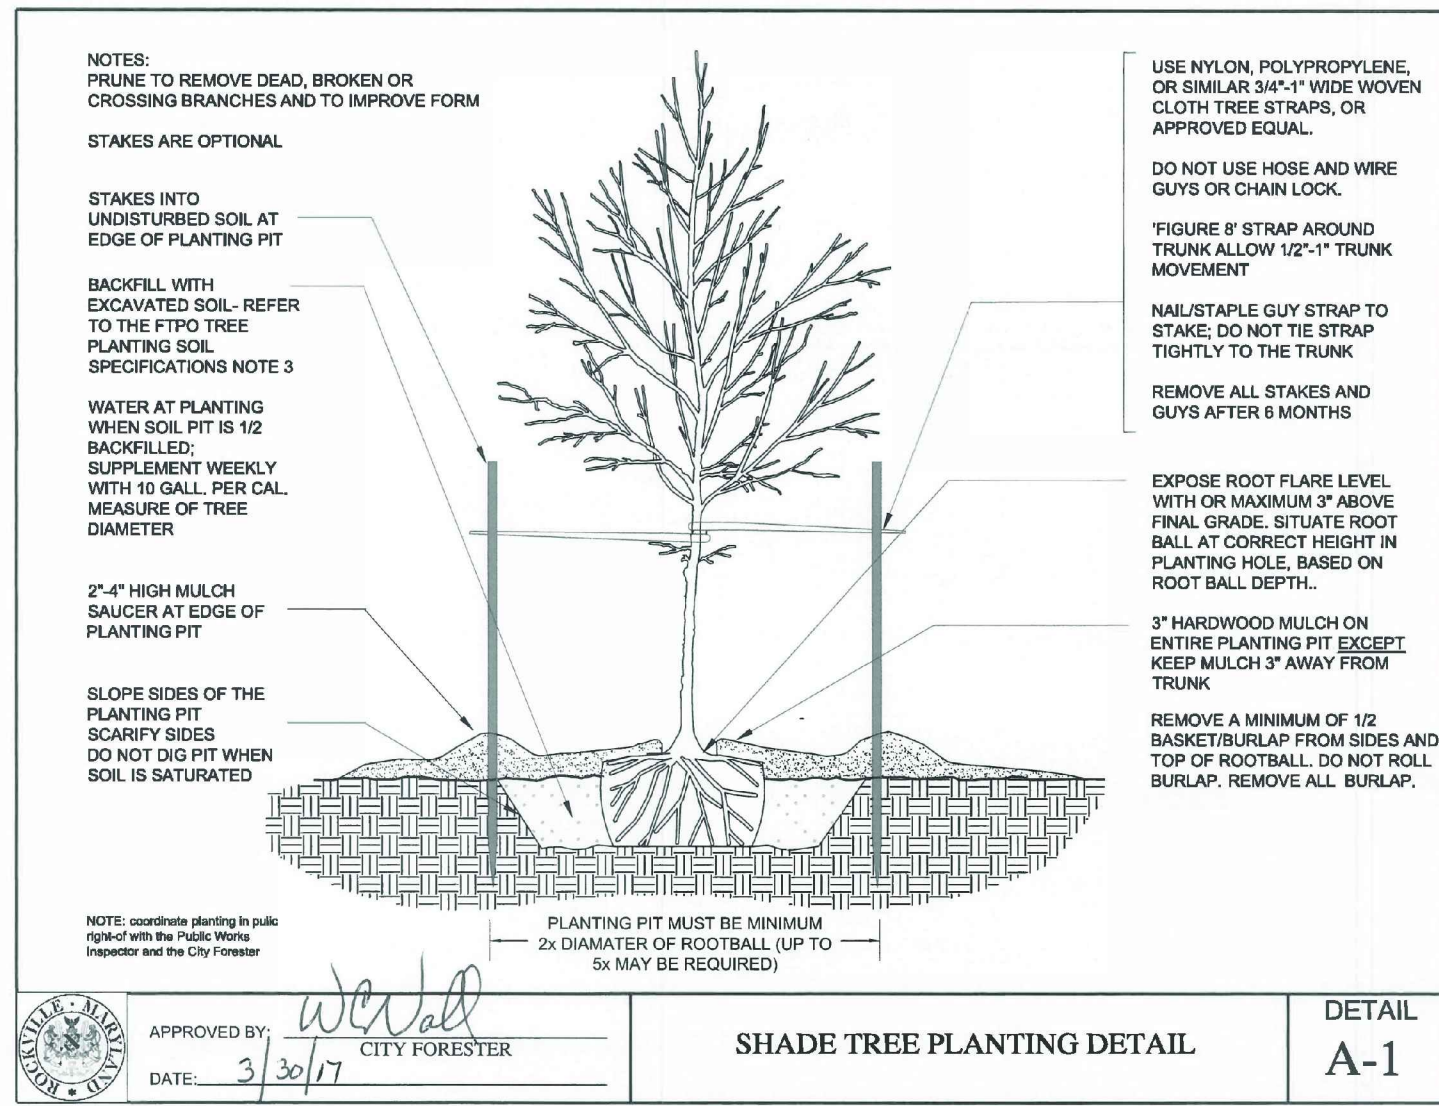 NOTES:
PRUNE TO REMOVE DEAD, BROKEN OR
CROSSING BRANCHES AND TO IMPROVE FORM
STAKES ARE OPTIONAL
STAKES INTO
UNDISTURBED SOIL AT
EDGE OF PLANTING PIT
BACKFILL WITH
EXCAVATED SOIL- REFER
TO THE FTPO TREE
PLANTING SOIL
SPECIFICATIONS NOTE 3
WATER AT PLANTING
WHEN SOIL PIT IS 1/2
BACKFILLED;
SUPPLEMENT WEEKLY
WITH 10 GALL. PER CAL.
MEASURE OF TREE
DIAMETER
2"-4" HIGH MULCH
SAUCER AT EDGE OF
PLANTING PIT
SLOPE SIDES OF THE
PLANTING PIT
SCARIFY SIDES
DO NOT DIG PIT WHEN
SOIL IS SATURATED
NOTE: coordinate planting in pulic
right-of with the Public Works
Inspector and the City Forester
USE NYLON, POLYPROPYLENE,
OR SIMILAR 3/4"-1" WIDE WOVEN
CLOTH TREE STRAPS, OR
APPROVED EQUAL.
DO NOT USE HOSE AND WIRE
GUYS OR CHAIN LOCK.
'FIGURE 8' STRAP AROUND
TRUNK ALLOW 1/2"-1" TRUNK
MOVEMENT
NAIL/STAPLE GUY STRAP TO
STAKE; DO NOT TIE STRAP
TIGHTLY TO THE TRUNK
REMOVE ALL STAKES AND
GUYS AFTER 6 MONTHS
EXPOSE ROOT FLARE LEVEL
WITH OR MAXIMUM 3" ABOVE
FINAL GRADE. SITUATE ROOT
BALL AT CORRECT HEIGHT IN
PLANTING HOLE, BASED ON
ROOT BALL DEPTH..
3" HARDWOOD MULCH ON
ENTIRE PLANTING PIT EXCEPT
KEEP MULCH 3" AWAY FROM
TRUNK
REMOVE A MINIMUM OF 1/2
BASKET/BURLAP FROM SIDES AND
TOP OF ROOTBALL. DO NOT ROLL
BURLAP. REMOVE ALL BURLAP.
PLANTING PIT MUST BE MINIMUM
2x DIAMATER OF ROOTBALL (UP TO
5x MAY BE REQUIRED)
ROCKVILLE • MARYLAND
APPROVED BY:
CITY FORESTER
DATE: 3/30/17
SHADE TREE PLANTING DETAIL
DETAIL
A-1